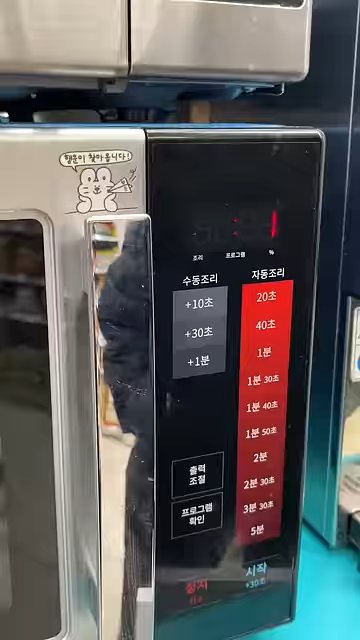 행운이 찾아옵니다!
조리 프로그램 %
수동조리
+10초
+30초
+1분
자동조리
20초
40초
1분
1분 30초
1분 40초
1분 50초
2분
2분 30초
3분 30초
5분
출력
조절
프로그램
확인
정지
취소
시작
+30초